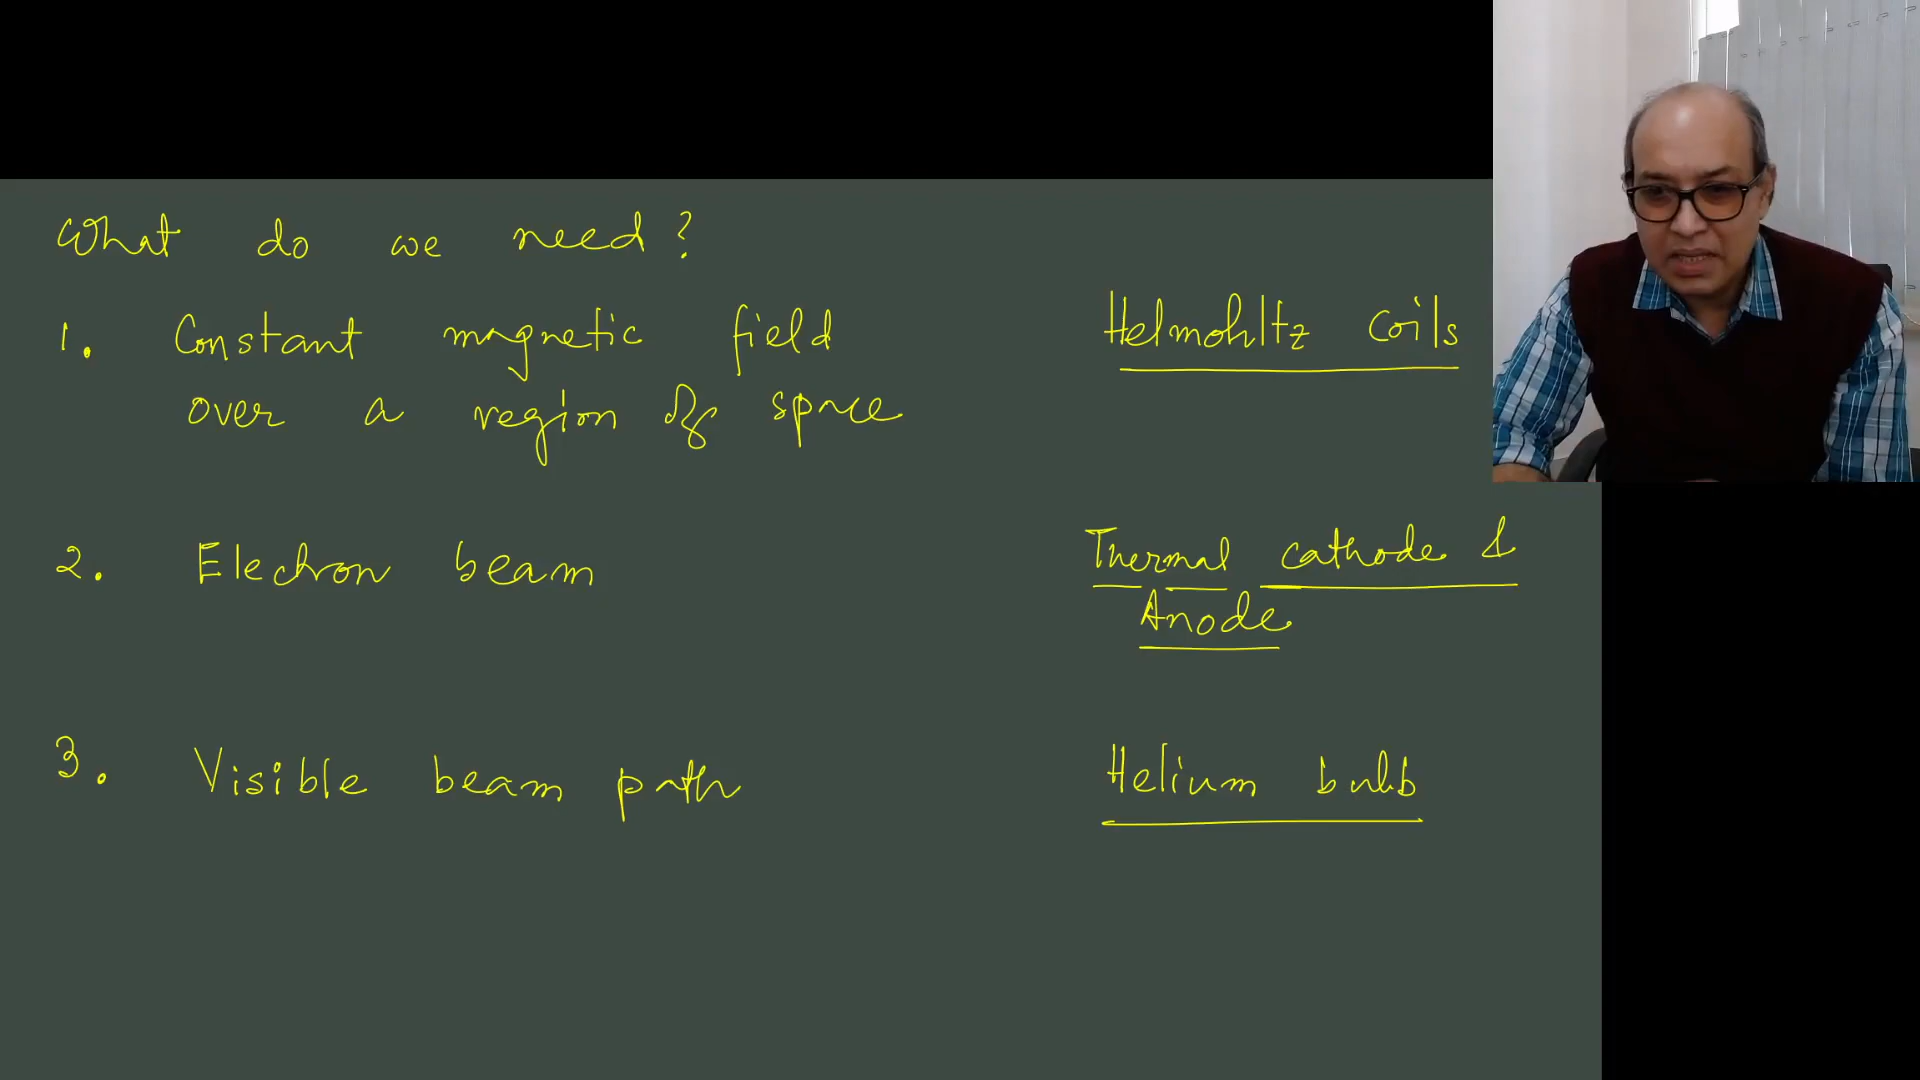 What do we need?
1. Constant magnetic field
over a region of space
Helmohltz Coils
2. Electron beam
Thermal cathode &
Anode
3. Visible beam path
Helium bulb